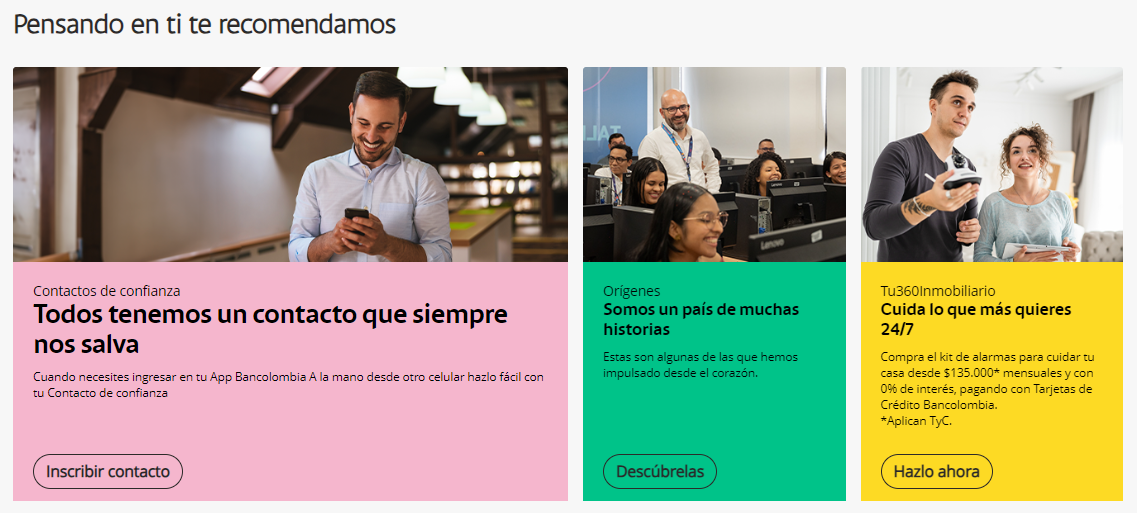 Pensando en ti te recomendamos
Contactos de confianza
Todos tenemos un contacto que siempre
nos salva
Cuando necesites ingresar en tu App Bancolombia A la mano desde otro celular hazlo fácil con
tu Contacto de confianza
Inscribir contacto
TAL
Lenovo
Orígenes
Somos un país de muchas
historias
Estas son algunas de las que hemos
impulsado desde el corazón.
Descúbrelas
Tu360Inmobiliario
Cuida lo que más quieres
24/7
Compra el kit de alarmas para cuidar tu
casa desde $135.000* mensuales y con
0% de interés, pagando con Tarjetas de
Crédito Bancolombia.
*Aplican TyC.
Hazlo ahora